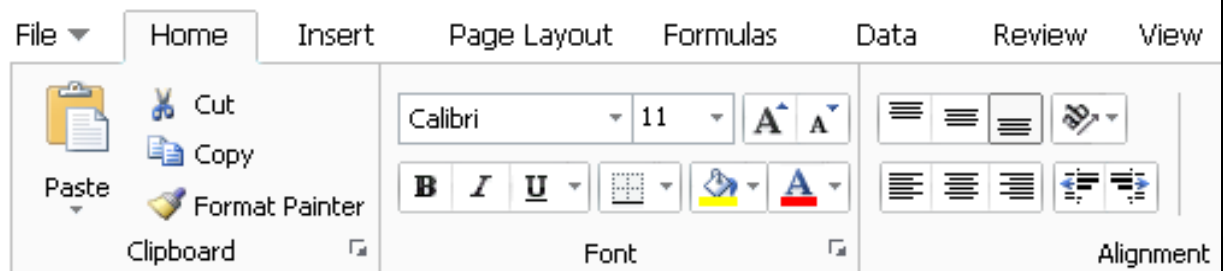 File Home Insert Page Layout Formulas Data Review View
Cut
Calibri 11 A A
Copy
Paste
B I U A
Format Painter
Clipboard Font Alignment